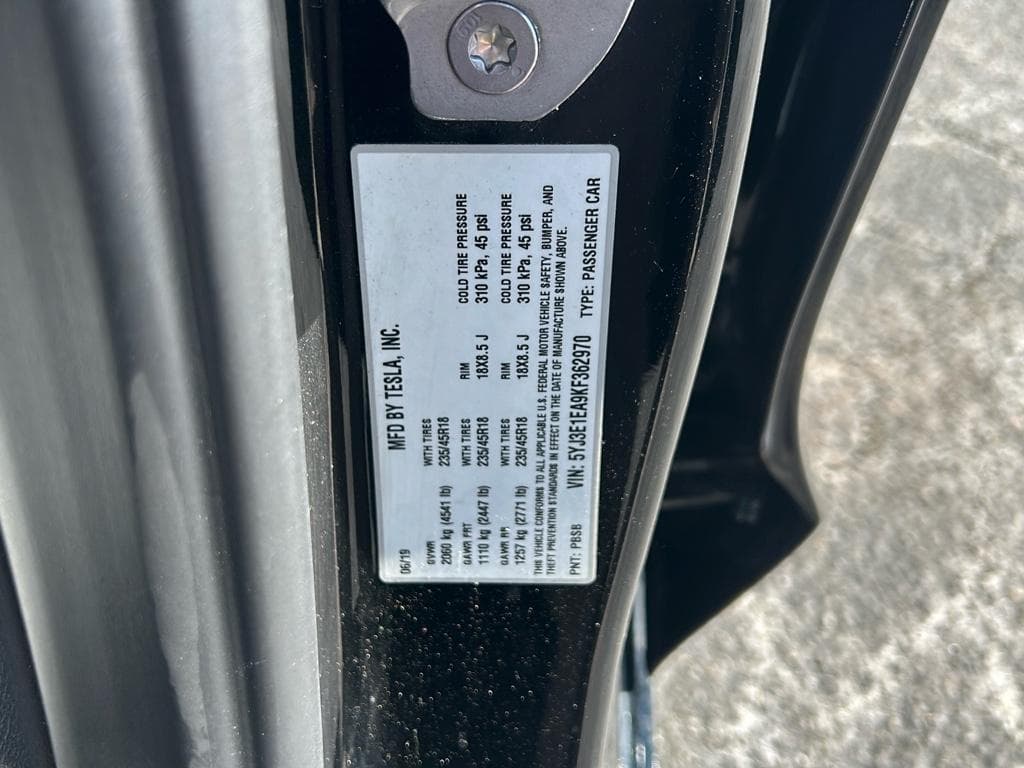 MFD BY TESLA, INC.
06/19
GVWR WITH TIRES RIM COLD TIRE PRESSURE
2060 kg (4541 lb) 235/45R18
GAWR FRT WITH TIRES RIM COLD TIRE PRESSURE
1110 kg (2447 lb) 235/45R18 18X8.5 J 310 kPa, 45 psi
GAWR RR WITH TIRES RIM COLD TIRE PRESSURE
1257 kg (2771 lb) 235/45R18 18X8.5 J 310 kPa, 45 psi
THIS VEHICLE CONFORMS TO ALL APPLICABLE U.S. FEDERAL MOTOR VEHICLE SAFETY, BUMPER, AND
THEFT PREVENTION STANDARDS IN EFFECT ON THE DATE OF MANUFACTURE SHOWN ABOVE.
PNT: PBSB VIN: 5YJ3E1EA9KF362970 TYPE: PASSENGER CAR